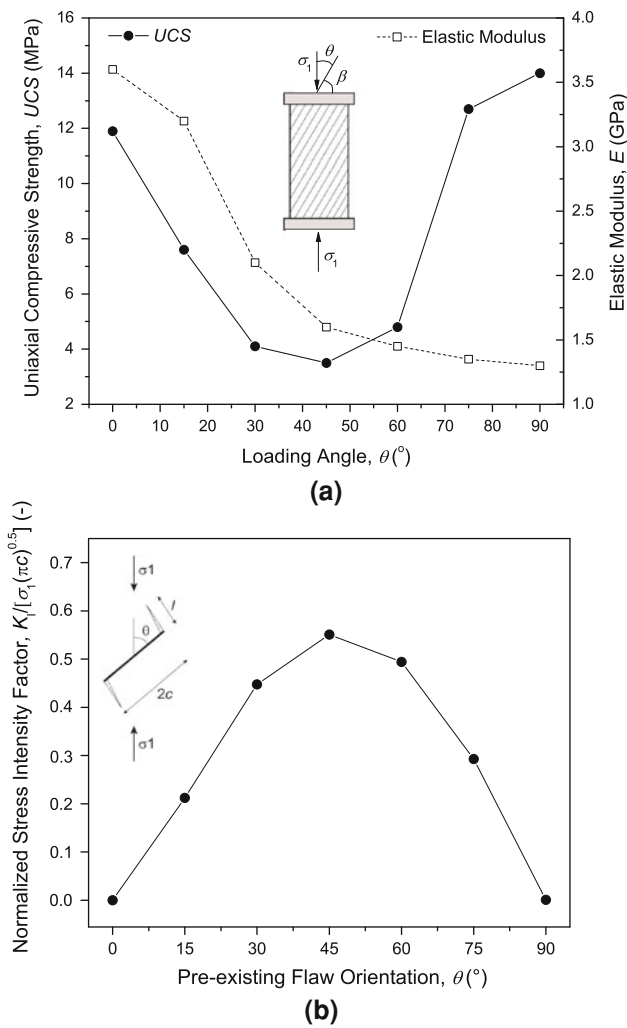 UCS
Elastic Modulus
Uniaxial Compressive Strength, UCS (MPa)
16
14
12
10
8
6
4
2
σ1
θ
β
σ1
4.0
3.5
3.0
2.5
2.0
1.5
1.0
Elastic Modulus, E (GPa)
0 10 20 30 40 50 60 70 80 90
Loading Angle, θ (°)
(a)
Normalized Stress Intensity Factor, KI/[σ1(πc)^0.5] (-)
0.7
0.6
0.5
0.4
0.3
0.2
0.1
0.0
σ1
l
θ
2c
σ1
0 15 30 45 60 75 90
Pre-existing Flaw Orientation, θ (°)
(b)